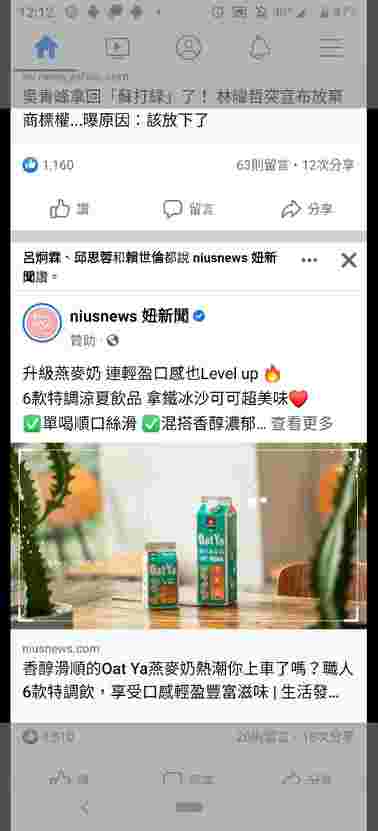 12:12
tw.news.yahoo.com
吳青峰拿回「蘇打綠」了！ 林暐哲突宣布放棄
商標權...曝原因：該放下了
1,160
63則留言・12次分享
讚
留言
分享
呂炯霖、邱思蓉和賴世倫都說 niusnews 妞新
聞讚。
niusnews 妞新聞
贊助・
升級燕麥奶 連輕盈口感也Level up 🔥
6款特調涼夏飲品 拿鐵冰沙可可超美味❤️
✅單喝順口絲滑 ✅混搭香醇濃郁... 查看更多
Oat Ya
Oat Ya
niusnews.com
香醇滑順的Oat Ya燕麥奶熱潮你上車了嗎？職人
6款特調飲，享受口感輕盈豐富滋味 | 生活發...
留言
分享